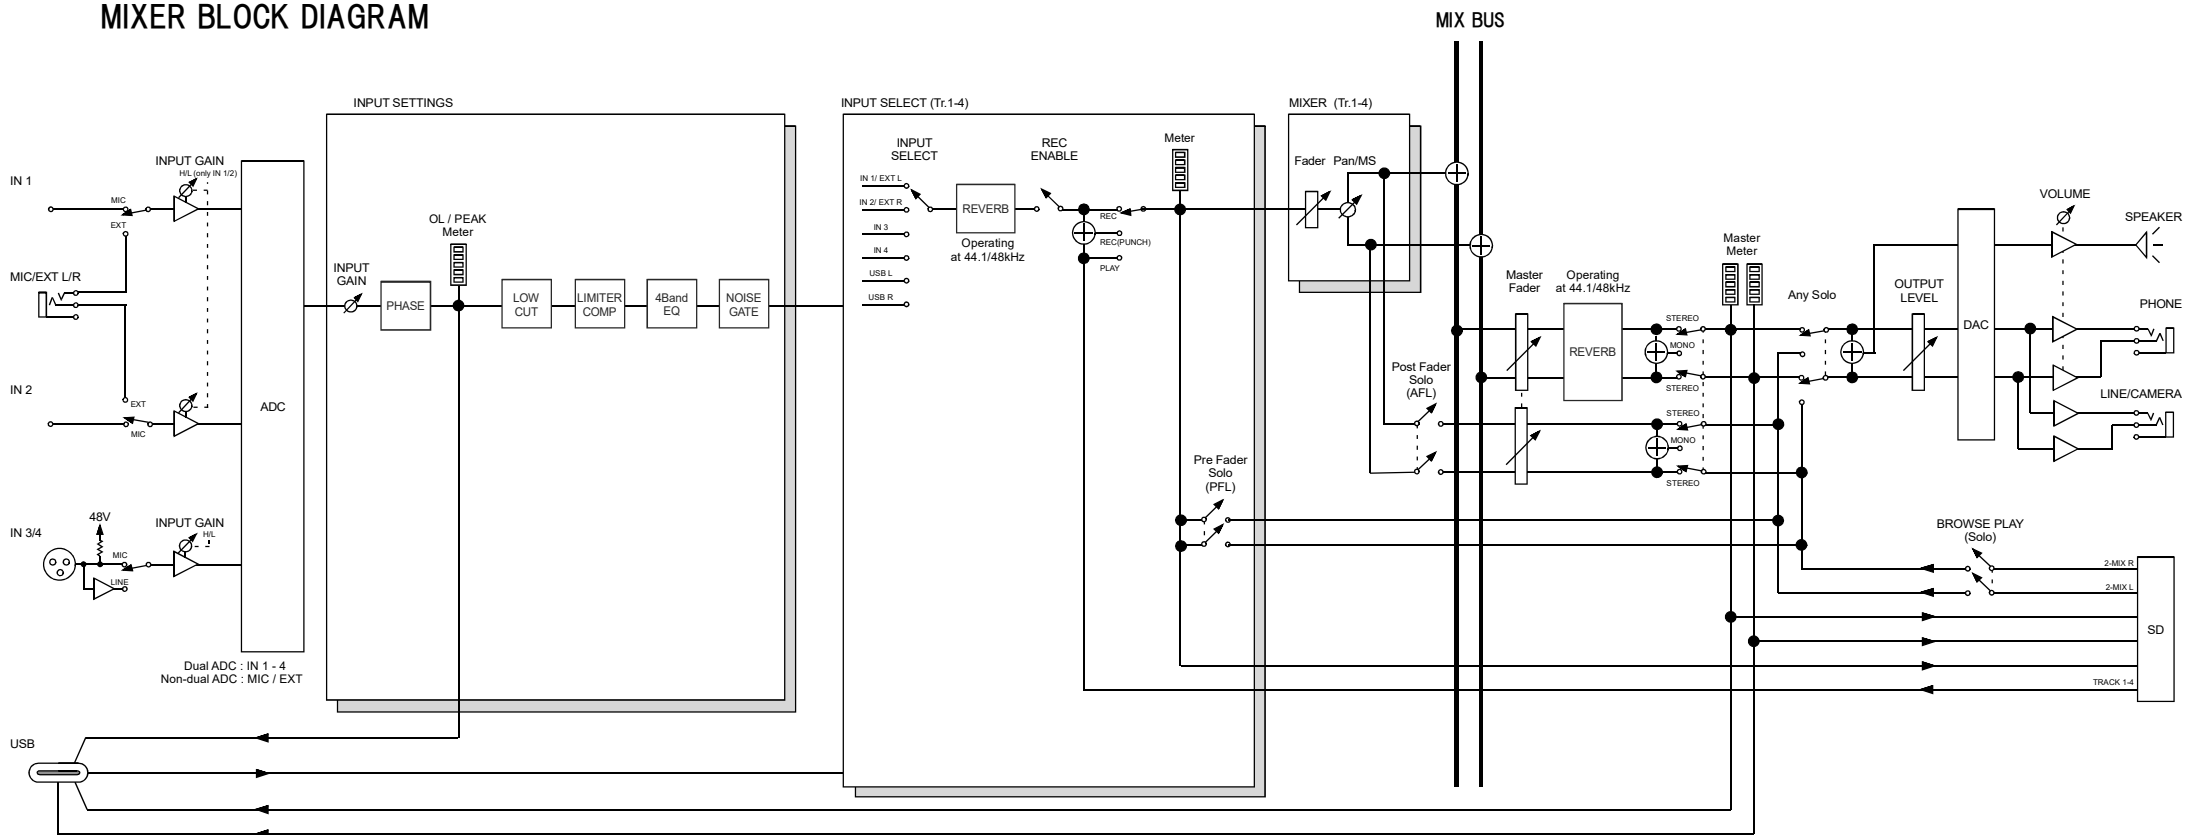 MIXER BLOCK DIAGRAM
MIX BUS
INPUT SETTINGS
INPUT SELECT (Tr.1-4)
MIXER (Tr.1-4)
IN 1
INPUT GAIN
H/L (only IN 1/2)
MIC
EXT
MIC/EXT L/R
IN 2
EXT
MIC
IN 3/4
48V
MIC
LINE
INPUT GAIN
H/L
ADC
Dual ADC : IN 1 - 4
Non-dual ADC : MIC / EXT
INPUT
GAIN
PHASE
OL / PEAK
Meter
LOW
CUT
LIMITER
COMP
4Band
EQ
NOISE
GATE
INPUT
SELECT
IN 1/ EXT L
IN 2/ EXT R
IN 3
IN 4
USB L
USB R
REVERB
Operating
at 44.1/48kHz
REC
ENABLE
REC
REC(PUNCH)
PLAY
Meter
Pre Fader
Solo
(PFL)
Fader
Pan/MS
Post Fader
Solo
(AFL)
Master
Fader
Operating
at 44.1/48kHz
REVERB
STEREO
MONO
STEREO
STEREO
MONO
STEREO
Master
Meter
Any Solo
OUTPUT
LEVEL
DAC
VOLUME
SPEAKER
PHONE
LINE/CAMERA
BROWSE PLAY
(Solo)
2-MIX R
2-MIX L
SD
TRACK 1-4
USB